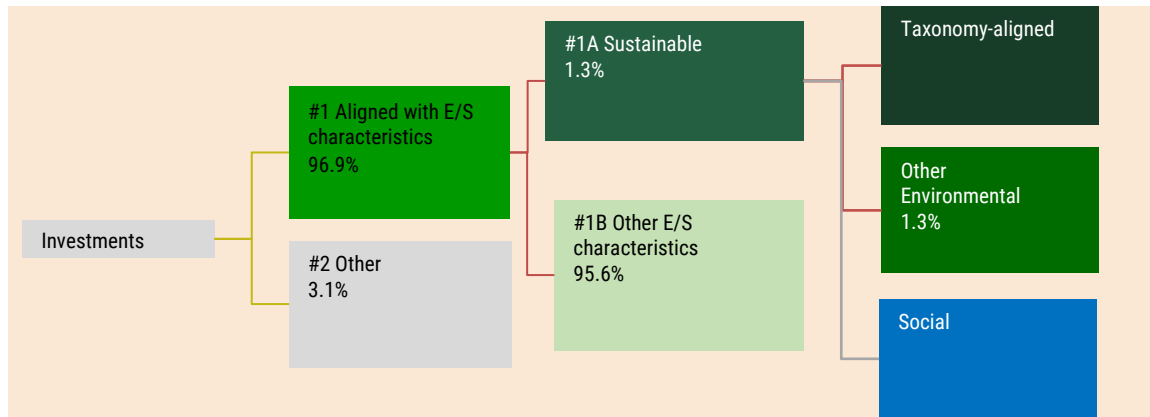 Investments
#1 Aligned with E/S
characteristics
96.9%
#2 Other
3.1%
#1A Sustainable
1.3%
#1B Other E/S
characteristics
95.6%
Taxonomy-aligned
Other
Environmental
1.3%
Social